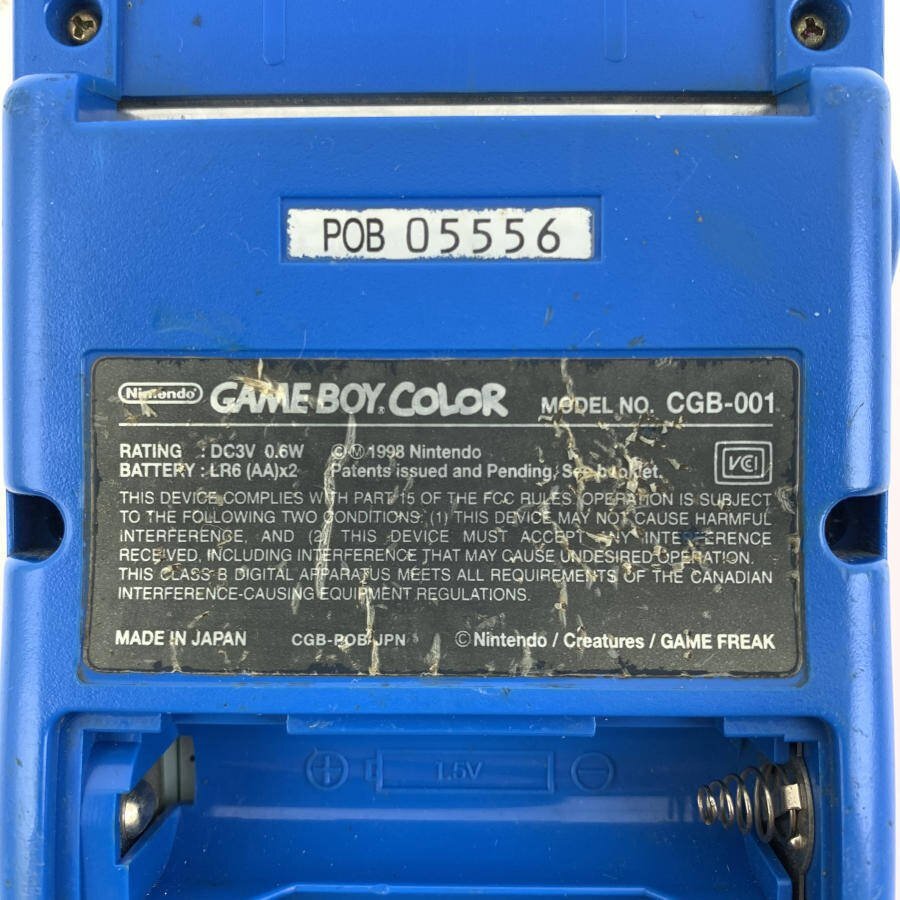 POB 05556
Nintendo GAME BOY COLOR MODEL NO. CGB-001
RATING : DC3V 0.6W ©Ⓜ1998 Nintendo
BATTERY : LR6 (AA)x2 Patents issued and Pending, See booklet.
VCI
THIS DEVICE COMPLIES WITH PART 15 OF THE FCC RULES. OPERATION IS SUBJECT
TO THE FOLLOWING TWO CONDITIONS: (1) THIS DEVICE MAY NOT CAUSE HARMFUL
INTERFERENCE, AND (2) THIS DEVICE MUST ACCEPT ANY INTERFERENCE
RECEIVED, INCLUDING INTERFERENCE THAT MAY CAUSE UNDESIRED OPERATION.
THIS CLASS B DIGITAL APPARATUS MEETS ALL REQUIREMENTS OF THE CANADIAN
INTERFERENCE-CAUSING EQUIPMENT REGULATIONS.
MADE IN JAPAN CGB-POB-JPN ©Nintendo / Creatures / GAME FREAK
+ 1.5V −